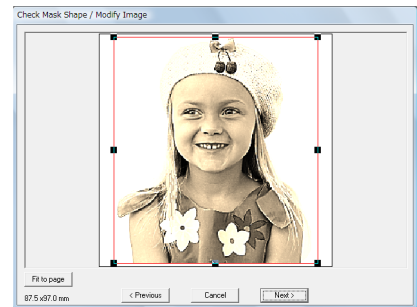 Check Mask Shape / Modify Image
Fit to page
87.5 x97.0 mm
< Previous
Cancel
Next >